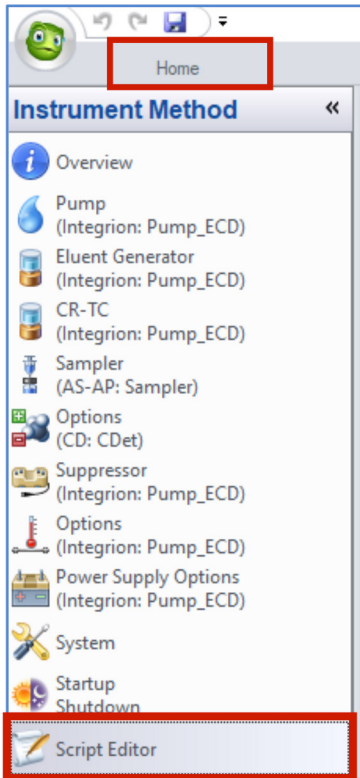 Home
Instrument Method «
Overview
Pump
(Integrion: Pump_ECD)
Eluent Generator
(Integrion: Pump_ECD)
CR-TC
(Integrion: Pump_ECD)
Sampler
(AS-AP: Sampler)
Options
(CD: CDet)
Suppressor
(Integrion: Pump_ECD)
Options
(Integrion: Pump_ECD)
Power Supply Options
(Integrion: Pump_ECD)
System
Startup
Shutdown
Script Editor